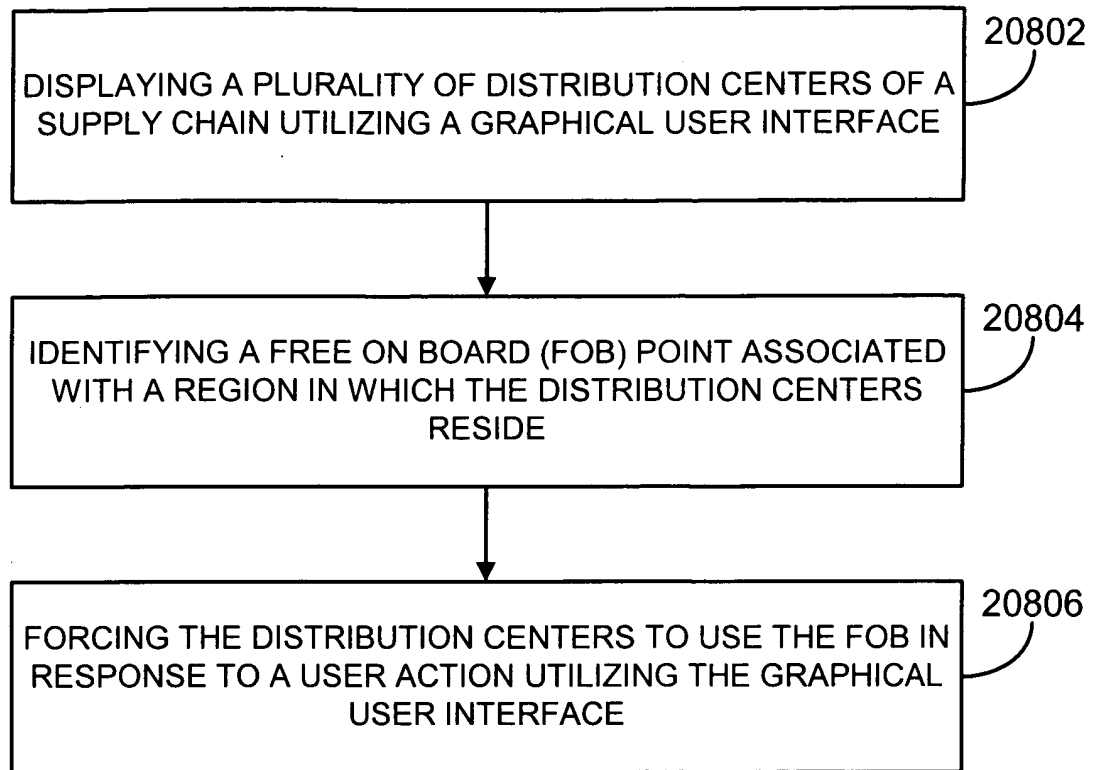 20802
DISPLAYING A PLURALITY OF DISTRIBUTION CENTERS OF A
SUPPLY CHAIN UTILIZING A GRAPHICAL USER INTERFACE
20804
IDENTIFYING A FREE ON BOARD (FOB) POINT ASSOCIATED
WITH A REGION IN WHICH THE DISTRIBUTION CENTERS
RESIDE
20806
FORCING THE DISTRIBUTION CENTERS TO USE THE FOB IN
RESPONSE TO A USER ACTION UTILIZING THE GRAPHICAL
USER INTERFACE